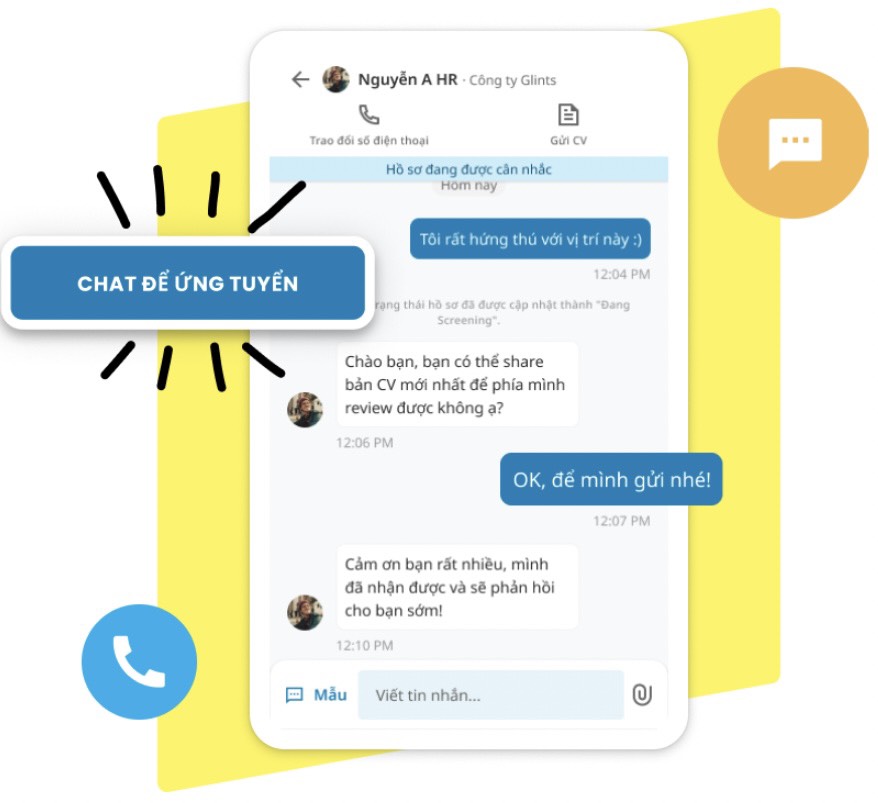 Nguyễn A HR · Công ty Glints
Trao đổi số điện thoại
Gửi CV
Hồ sơ đang được cân nhắc
Hôm nay
Tôi rất hứng thú với vị trí này :)
12:04 PM
CHAT ĐỂ ỨNG TUYỂN
rạng thái hồ sơ đã được cập nhật thành "Đang
Screening".
Chào bạn, bạn có thể share
bản CV mới nhất để phía mình
review được không ạ?
12:06 PM
OK, để mình gửi nhé!
12:07 PM
Cảm ơn bạn rất nhiều, mình
đã nhận được và sẽ phản hồi
cho bạn sớm!
12:10 PM
Mẫu
Viết tin nhắn...